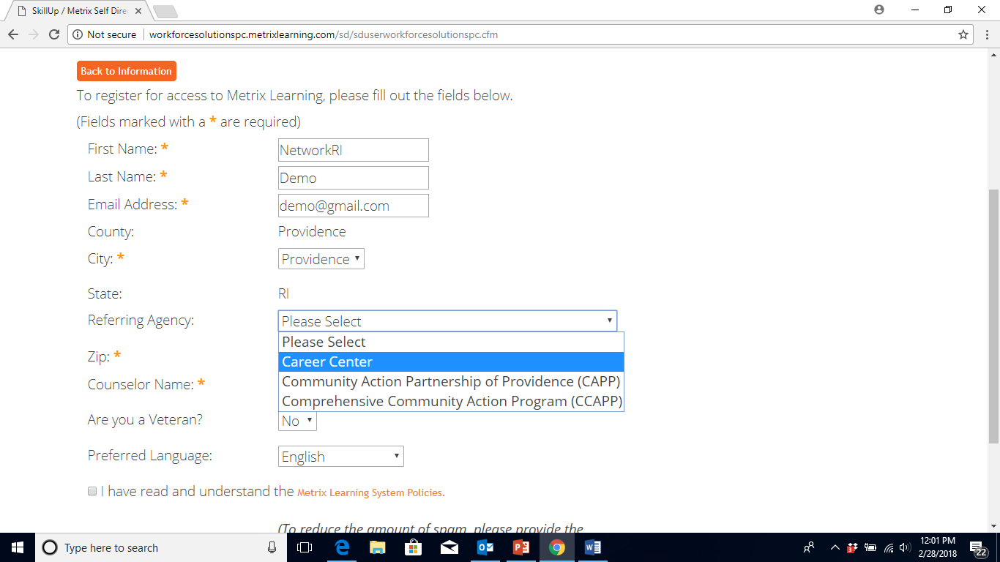 SkillUp / Metrix Self Dire
Not secure
workforcesolutionspc.metrixlearning.com/sd/sduserworkforcesolutionspc.cfm
Back to Information
To register for access to Metrix Learning, please fill out the fields below.
(Fields marked with a * are required)
First Name: * NetworkRI
Last Name: * Demo
Email Address: * demo@gmail.com
County: Providence
City: * Providence
State: RI
Referring Agency: Please Select
Please Select
Zip: *
Career Center
Counselor Name: *
Community Action Partnership of Providence (CAPP)
Comprehensive Community Action Program (CCAPP)
Are you a Veteran? No
Preferred Language: English
I have read and understand the Metrix Learning System Policies.
(To reduce the amount of spam, please provide the
Type here to search
12:01 PM
2/28/2018
22